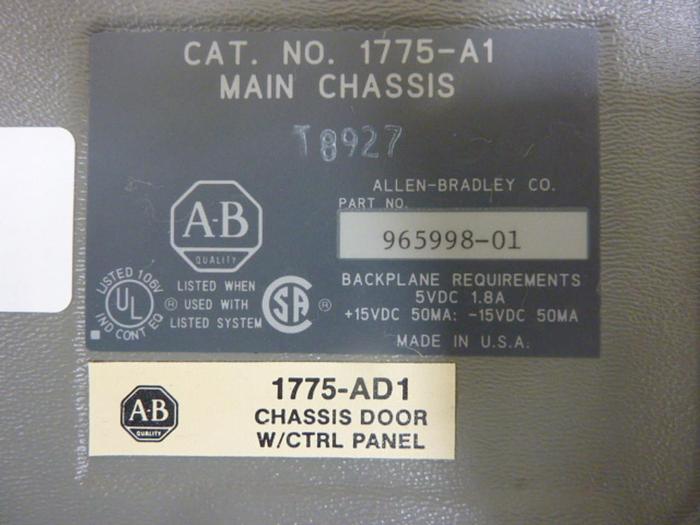 CAT. NO. 1775-A1
MAIN CHASSIS
T8927
ALLEN-BRADLEY CO.
PART NO.
965998-01
A-B
QUALITY
LISTED 106V
UL ®
IND CONT EQ
LISTED WHEN
USED WITH
LISTED SYSTEM
SA ®
BACKPLANE REQUIREMENTS
5VDC 1.8A
+15VDC 50MA: -15VDC 50MA
MADE IN U.S.A.
A-B
QUALITY
1775-AD1
CHASSIS DOOR
W/CTRL PANEL